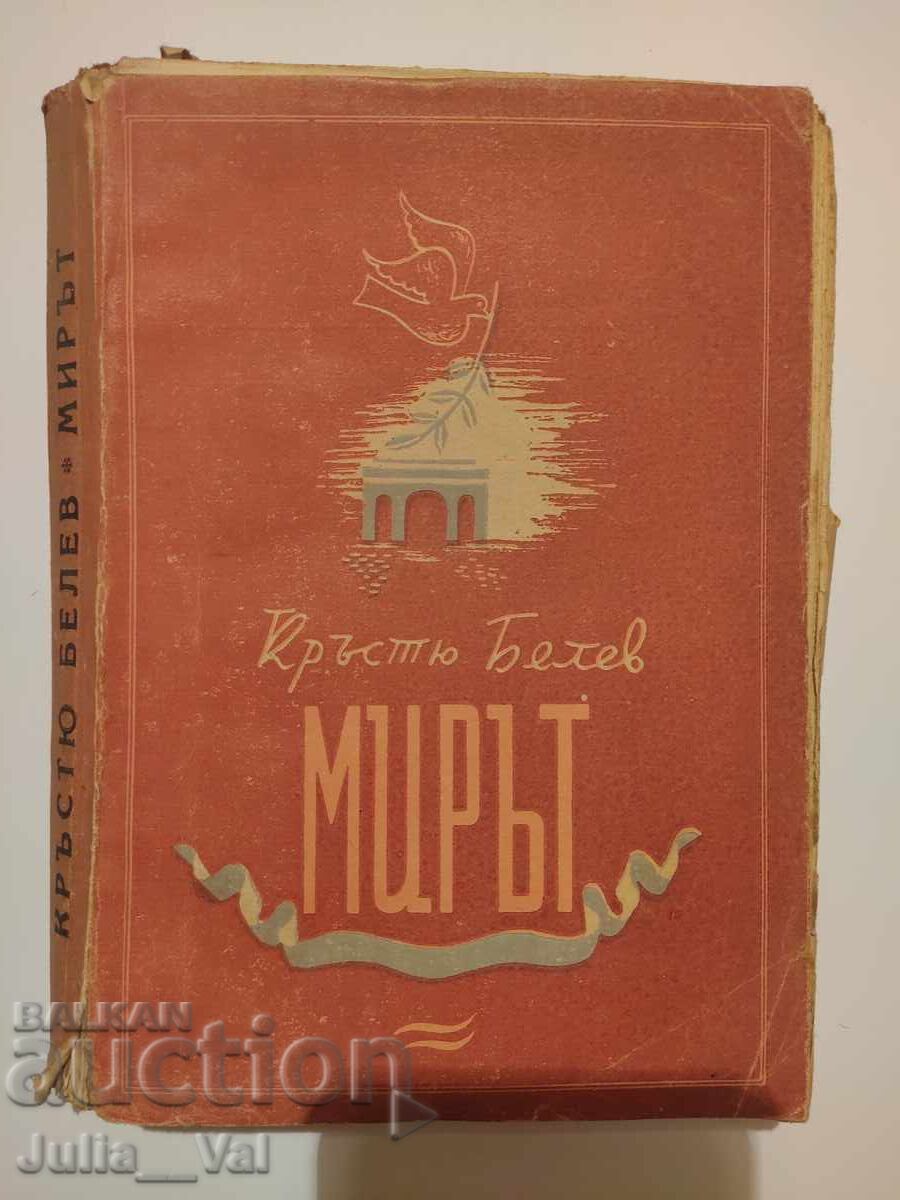 КРЪСТЮ БЕЛЕВ * МИРЪТ
Кръстю Белев
МИРЪТ
BALKAN
auction
Julia__Val